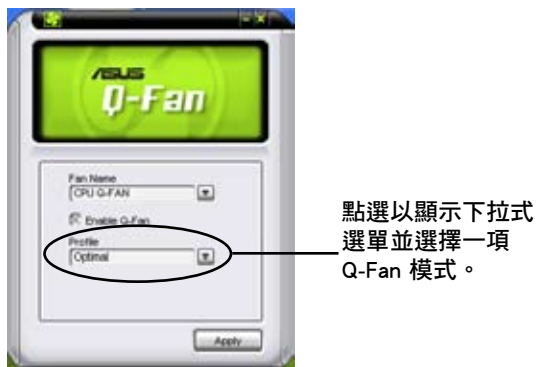 ASUS
Q-Fan
Fan Name
CPU Q-FAN
Enable Q-Fan
Profile
Optimal
Apply
點選以顯示下拉式
選單並選擇一項
Q-Fan 模式。